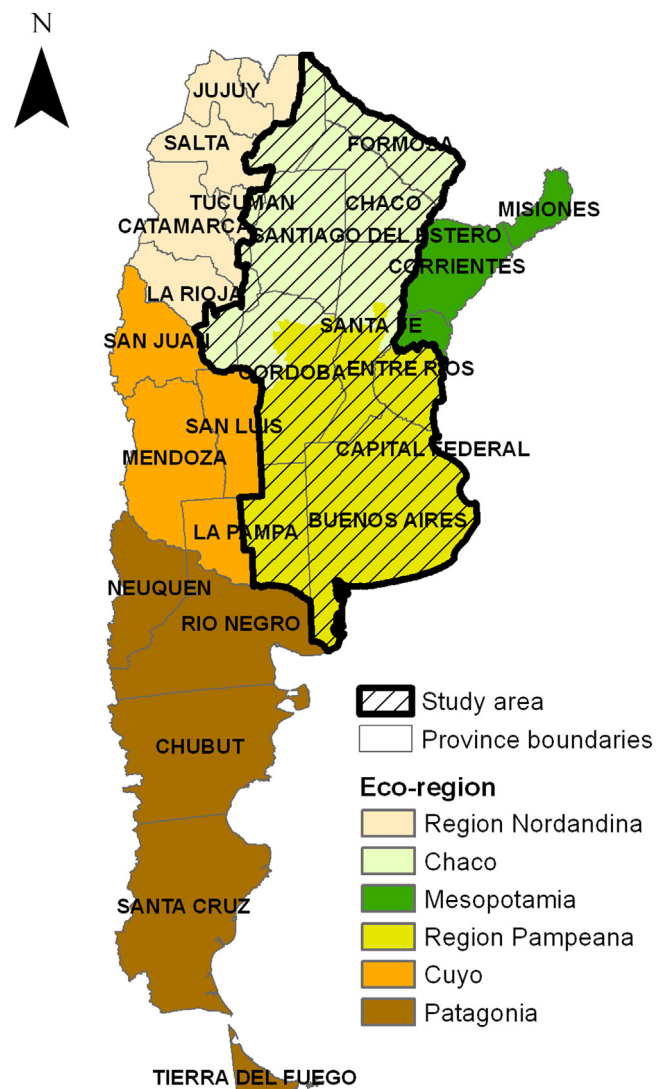 N
JUJUY
SALTA
FORMOSA
TUCUMAN
CHACO
MISIONES
CATAMARCA
SANTIAGO DEL ESTERO
CORRIENTES
LA RIOJA
SANTA FE
SAN JUAN
CORDOBA
ENTRE RIOS
SAN LUIS
CAPITAL FEDERAL
MENDOZA
BUENOS AIRES
LA PAMPA
NEUQUEN
RIO NEGRO
Study area
Province boundaries
CHUBUT
Eco-region
Region Nordandina
Chaco
Mesopotamia
Region Pampeana
Cuyo
Patagonia
SANTA CRUZ
TIERRA DEL FUEGO